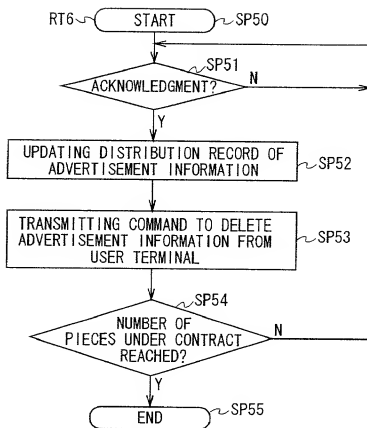 RT6
START
SP50
SP51
ACKNOWLEDGMENT?
N
Y
UPDATING DISTRIBUTION RECORD OF
ADVERTISEMENT INFORMATION
SP52
TRANSMITTING COMMAND TO DELETE
ADVERTISEMENT INFORMATION FROM
USER TERMINAL
SP53
SP54
NUMBER OF
PIECES UNDER CONTRACT
REACHED?
N
Y
END
SP55